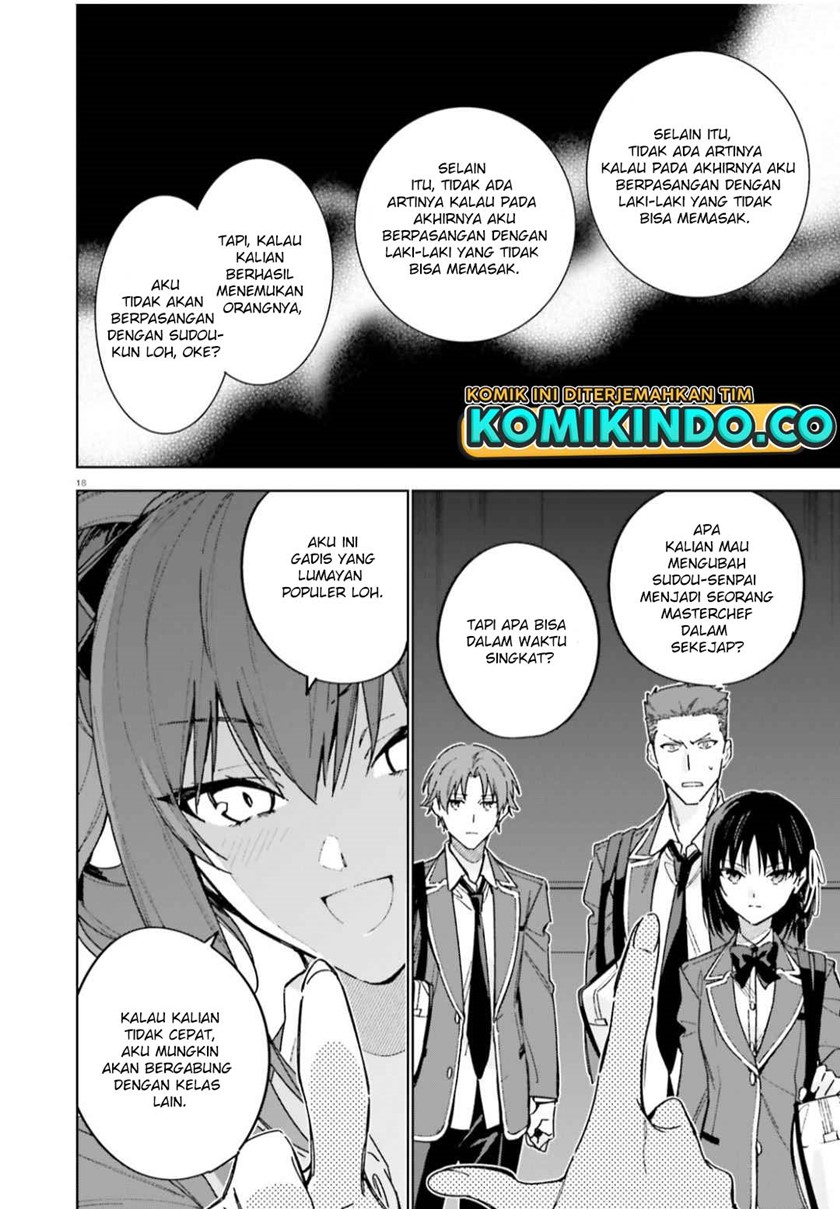 SELAIN ITU,
TIDAK ADA ARTINYA
KALAU PADA AKHIRNYA AKU
BERPASANGAN DENGAN
LAKI-LAKI YANG TIDAK
BISA MEMASAK.
SELAIN
ITU, TIDAK ADA
ARTINYA KALAU PADA
AKHIRNYA AKU
BERPASANGAN DENGAN
LAKI-LAKI YANG TIDAK
BISA MEMASAK.
TAPI, KALAU
KALIAN
BERHASIL
MENEMUKAN
ORANGNYA,
AKU
TIDAK AKAN
BERPASANGAN
DENGAN SUDOU-
KUN LOH, OKE?
KOMIK INI DITERJEMAHKAN TIM
KOMIKINDO.CO
18
APA
KALIAN MAU
MENGUBAH
SUDOU-SENPAI
MENJADI SEORANG
MASTERCHEF
DALAM
SEKEJAP?
TAPI APA BISA
DALAM WAKTU
SINGKAT?
AKU INI
GADIS YANG
LUMAYAN
POPULER LOH.
KALAU KALIAN
TIDAK CEPAT,
AKU MUNGKIN
AKAN BERGABUNG
DENGAN KELAS
LAIN.